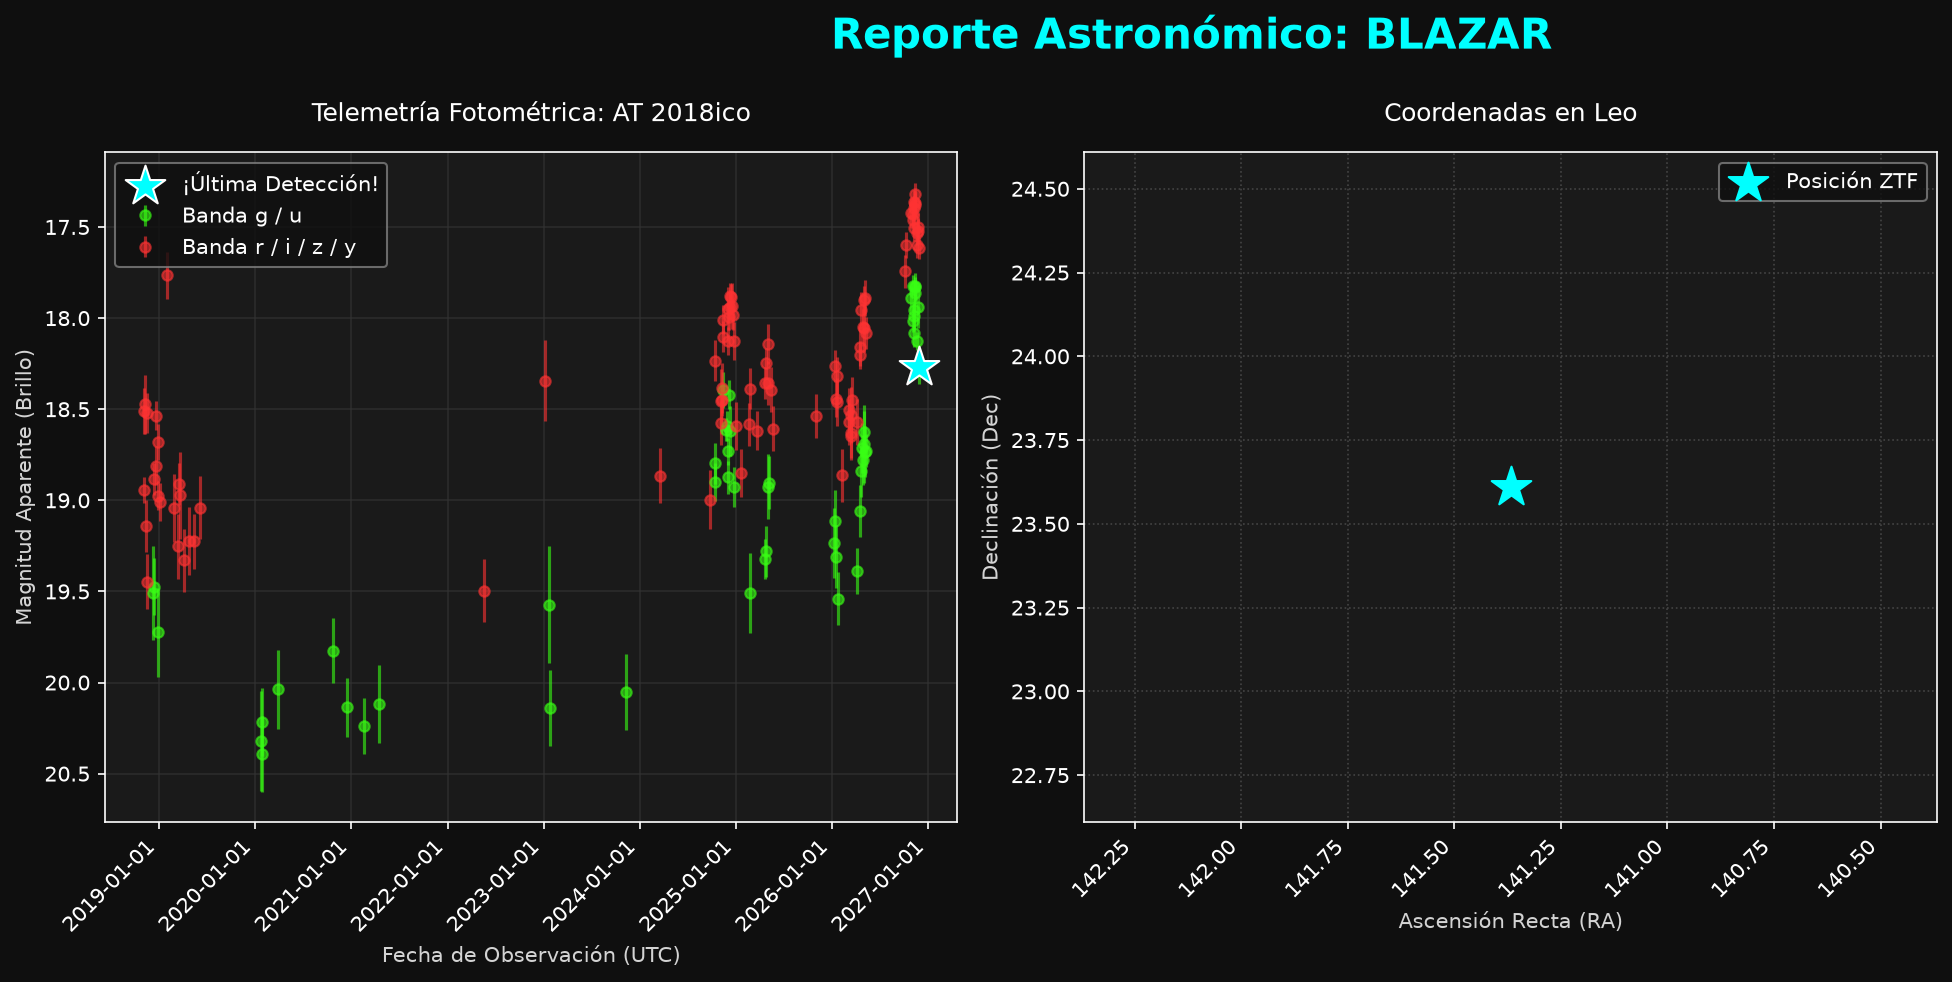 Reporte Astronómico: BLAZAR
Telemetría Fotométrica: AT 2018ico
¡Última Detección!
Banda g / u
Banda r / i / z / y
Magnitud Aparente (Brillo)
17.5
18.0
18.5
19.0
19.5
20.0
20.5
2019-01-01
2020-01-01
2021-01-01
2022-01-01
2023-01-01
2024-01-01
2025-01-01
2026-01-01
2027-01-01
Fecha de Observación (UTC)
Coordenadas en Leo
Posición ZTF
Declinación (Dec)
24.50
24.25
24.00
23.75
23.50
23.25
23.00
22.75
142.25
142.00
141.75
141.50
141.25
141.00
140.75
140.50
Ascensión Recta (RA)